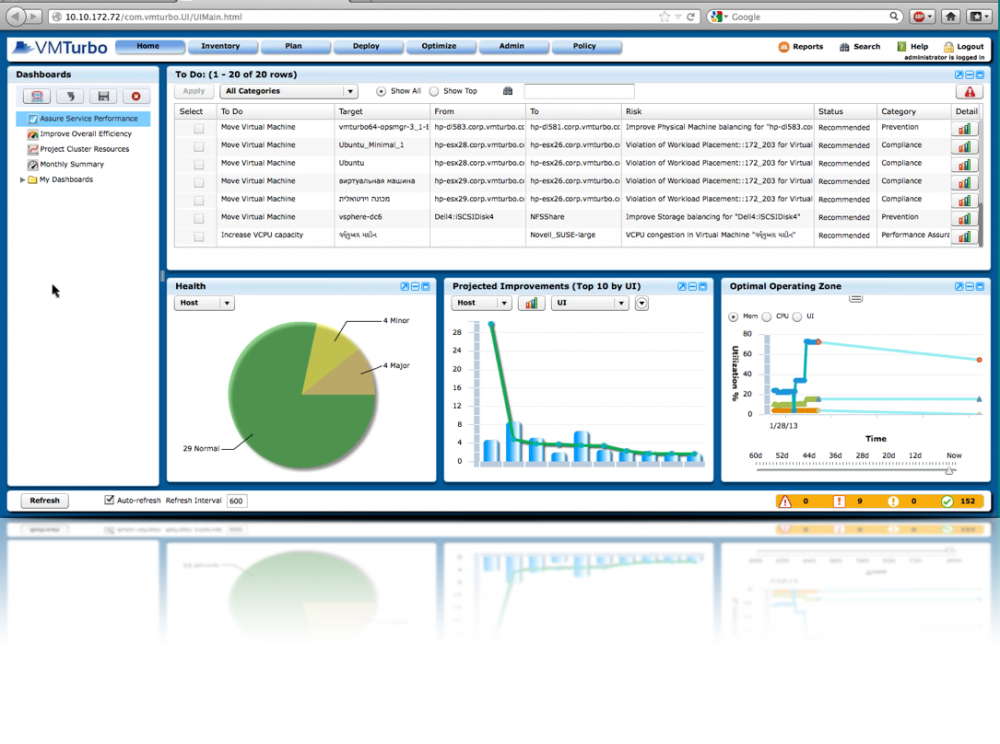 10.10.172.72/com.vmturbo.UI/UIMain.html
Google
VMTurbo
Home Inventory Plan Deploy Optimize Admin Policy
Reports Search Help Logout
administrator is logged in
Dashboards
Assure Service Performance
Improve Overall Efficiency
Project Cluster Resources
Monthly Summary
My Dashboards
To Do: (1 - 20 of 20 rows)
Apply All Categories Show All Show Top
Select To Do Target From To Risk Status Category Detail
Move Virtual Machine vmturbo64-opsmgr-3_1-b hp-dl583.corp.vmturbo.cc hp-dl581.corp.vmturbo.cc Improve Physical Machine balancing for "hp-dl583.con Recommended Prevention
Move Virtual Machine Ubuntu_Minimal_1 hp-esx28.corp.vmturbo.c hp-esx26.corp.vmturbo.c Violation of Workload Placement::172_203 for Virtual Recommended Compliance
Move Virtual Machine Ubuntu hp-esx28.corp.vmturbo.c hp-esx26.corp.vmturbo.c Violation of Workload Placement::172_203 for Virtual Recommended Compliance
Move Virtual Machine виртуальная машина hp-esx29.corp.vmturbo.c hp-esx26.corp.vmturbo.c Violation of Workload Placement::172_203 for Virtual Recommended Compliance
Move Virtual Machine מכונה וירטואלית hp-esx29.corp.vmturbo.c hp-esx26.corp.vmturbo.c Violation of Workload Placement::172_203 for Virtual Recommended Compliance
Move Virtual Machine vsphere-dc6 Dell4:iSCSIDisk4 NFSShare Improve Storage balancing for "Dell4:iSCSIDisk4" Recommended Prevention
Increase VCPU capacity Novell_SUSE-large VCPU congestion in Virtual Machine Recommended Performance Assura
Health
Host
4 Minor
4 Major
29 Normal
Projected Improvements (Top 10 by UI)
Host UI
28
24
20
16
12
8
4
0
Optimal Operating Zone
Mem CPU UI
Utilization %
80
60
40
20
0
1/28/13
Time
60d 52d 44d 36d 28d 20d 12d Now
Refresh Auto-refresh Refresh Interval 600
0 9 0 152